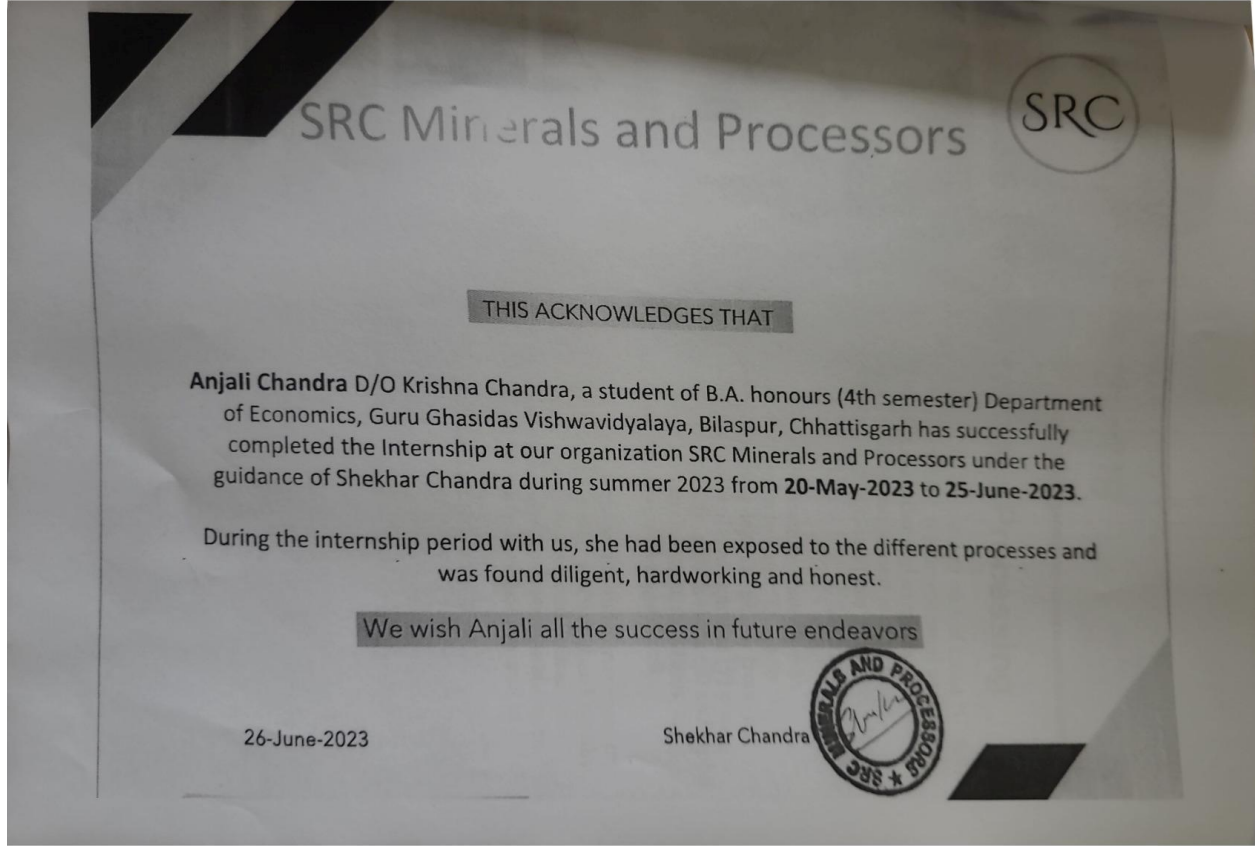 SRC Minerals and Processors
SRC
THIS ACKNOWLEDGES THAT
Anjali Chandra D/O Krishna Chandra, a student of B.A. honours (4th semester) Department
of Economics, Guru Ghasidas Vishwavidyalaya, Bilaspur, Chhattisgarh has successfully
completed the Internship at our organization SRC Minerals and Processors under the
guidance of Shekhar Chandra during summer 2023 from 20-May-2023 to 25-June-2023.
During the internship period with us, she had been exposed to the different processes and
was found diligent, hardworking and honest.
We wish Anjali all the success in future endeavors
26-June-2023
Shekhar Chandra
SRC MINERALS AND PROCESSORS ★